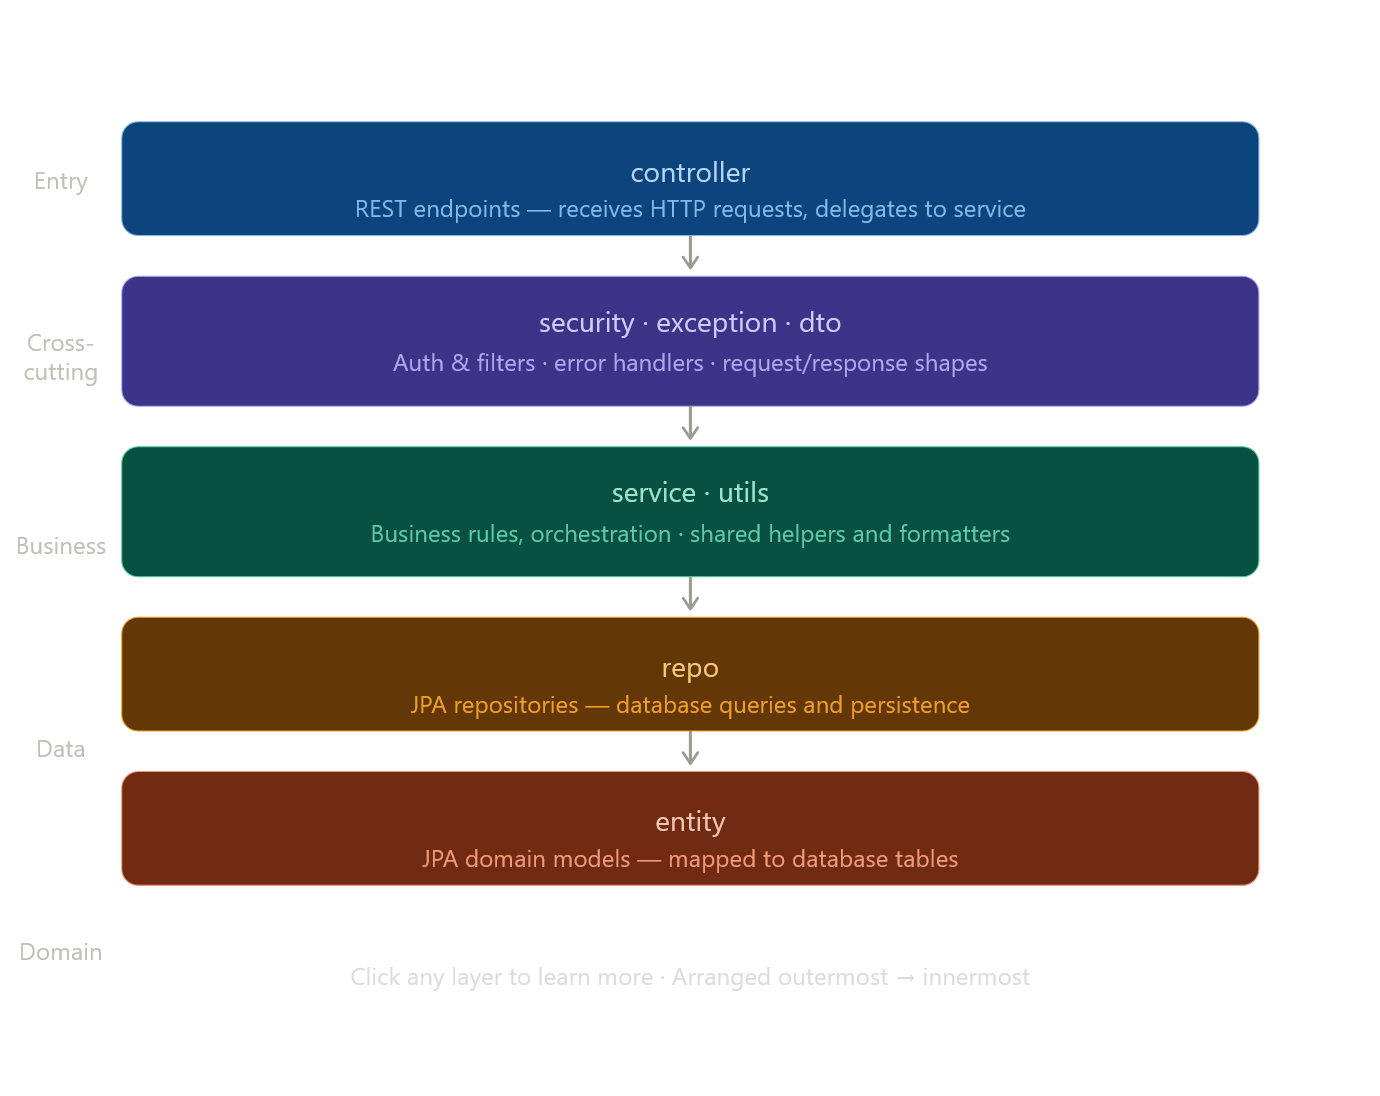 Entry
controller
REST endpoints — receives HTTP requests, delegates to service
Cross-
cutting
security · exception · dto
Auth & filters · error handlers · request/response shapes
Business
service · utils
Business rules, orchestration · shared helpers and formatters
Data
repo
JPA repositories — database queries and persistence
entity
JPA domain models — mapped to database tables
Domain
Click any layer to learn more · Arranged outermost → innermost